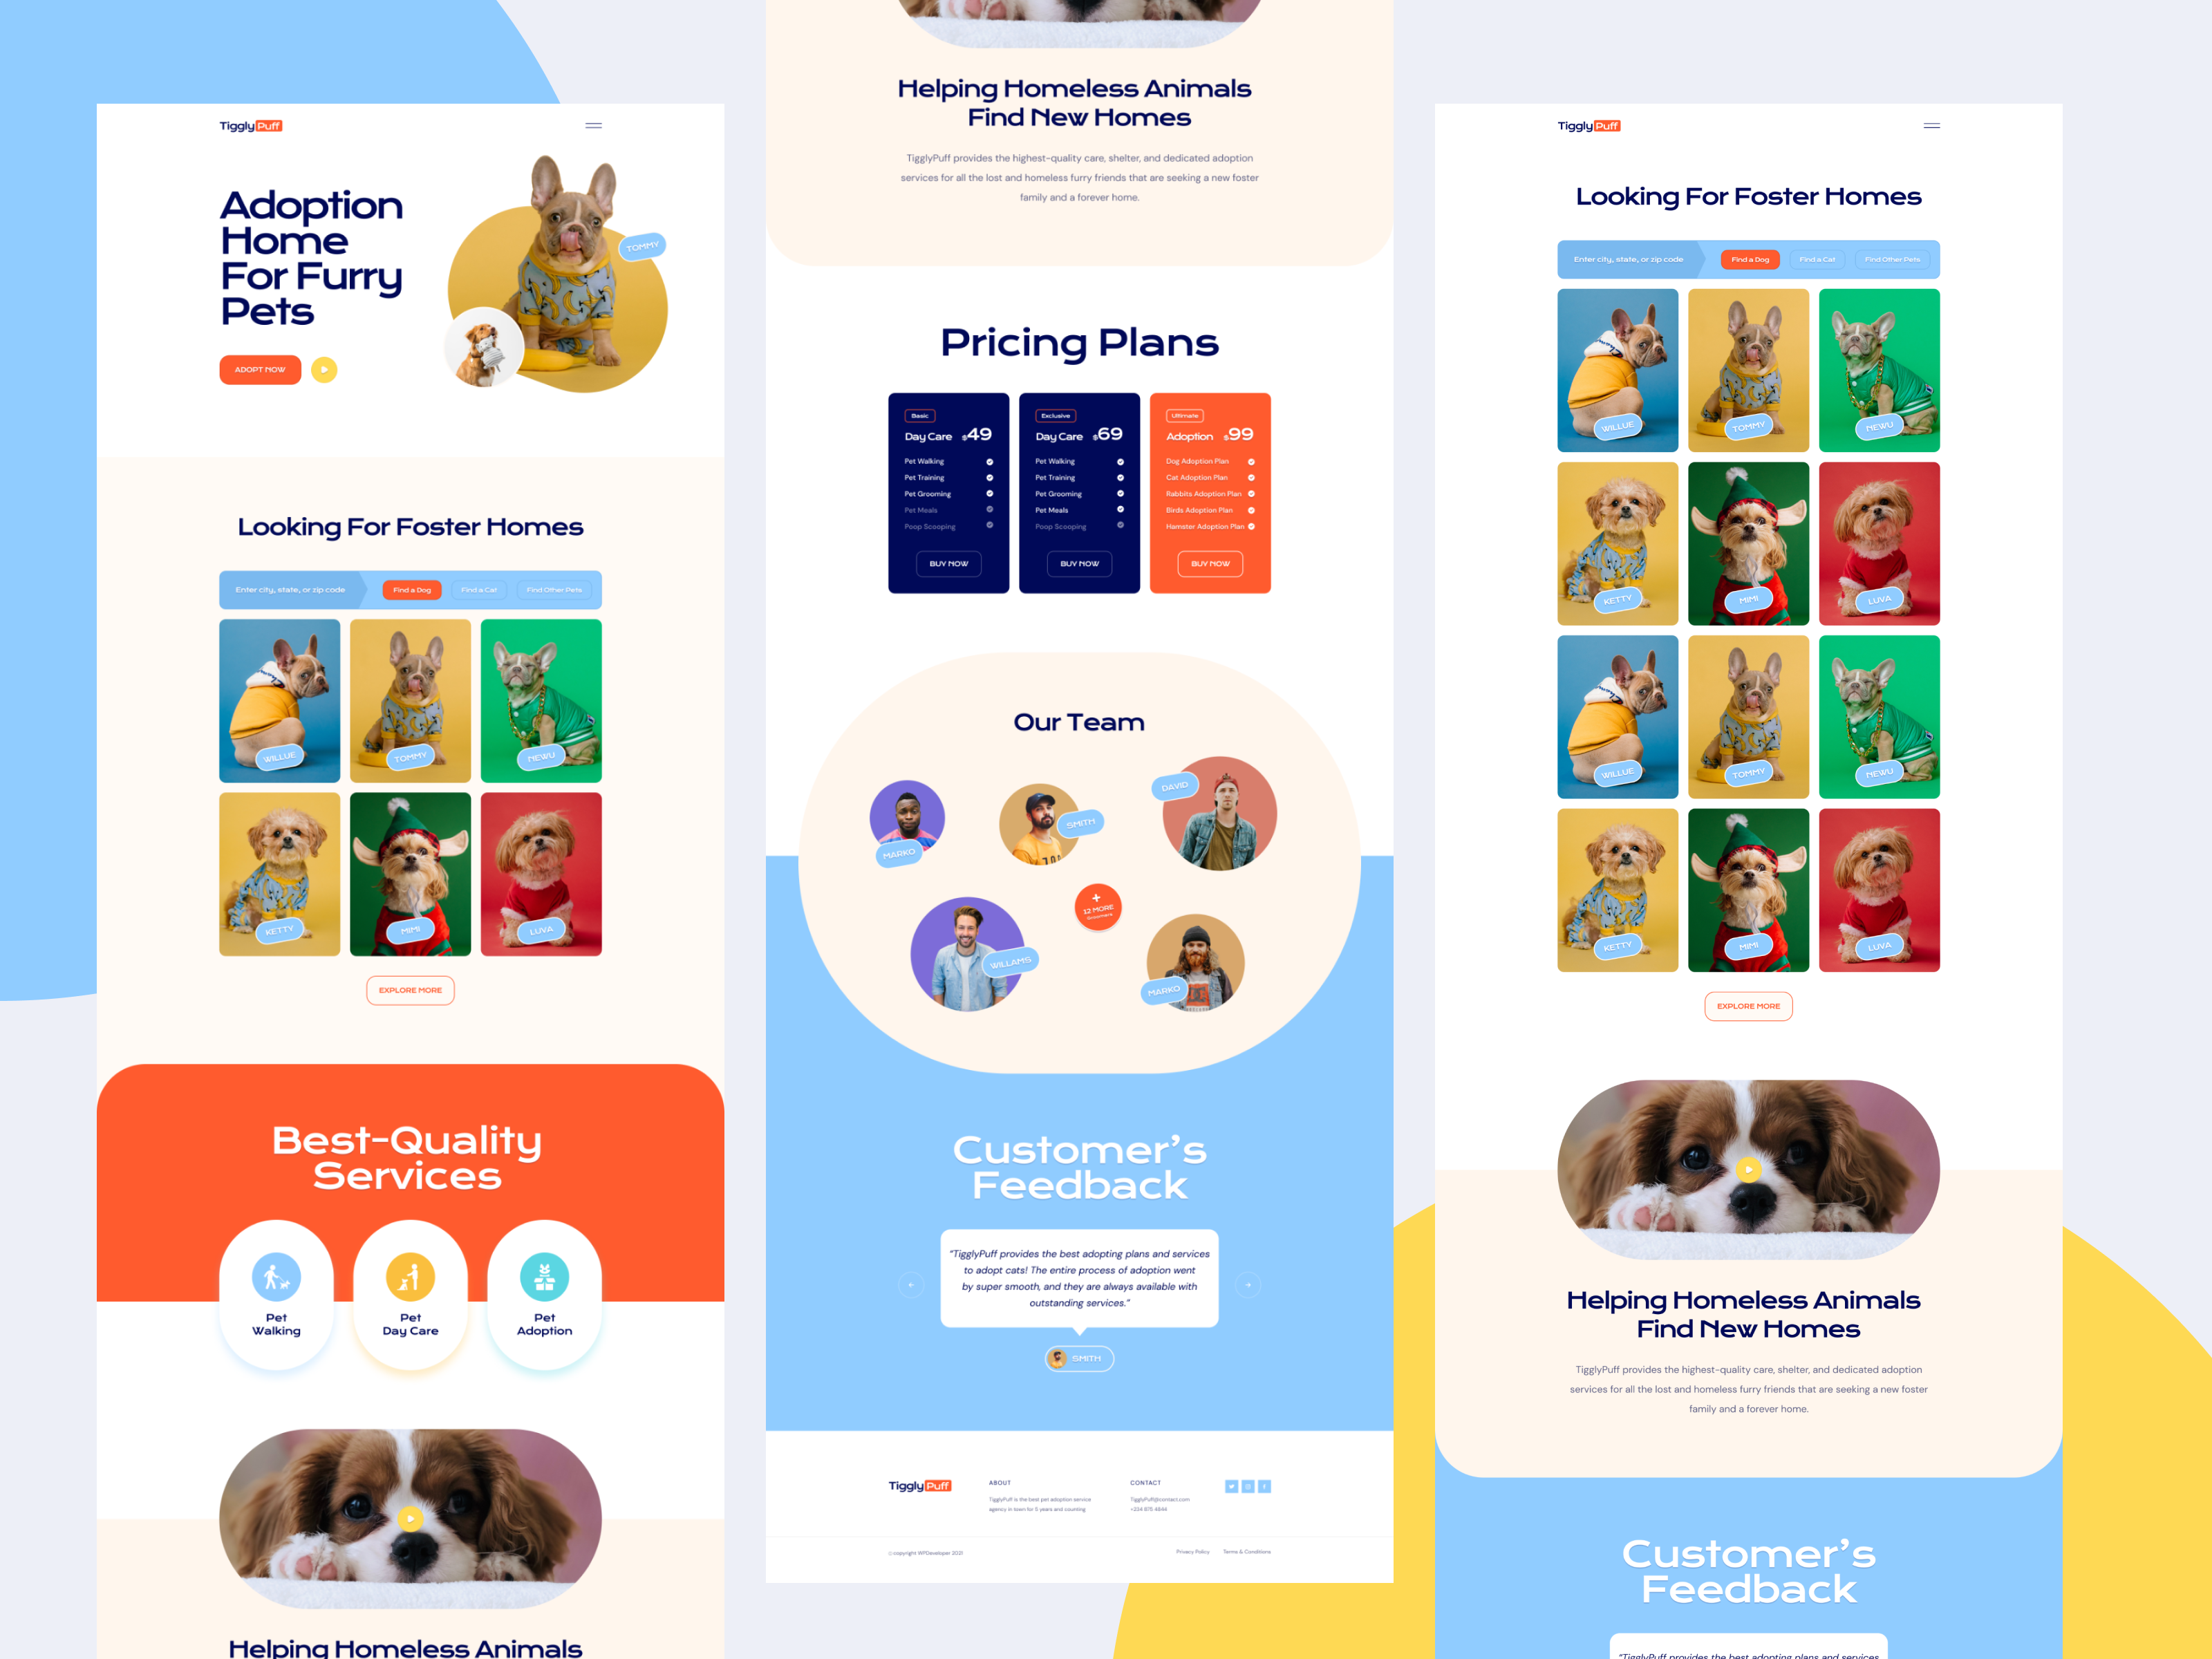 TigglyPuff
Adoption
Home
For Furry
Pets
TOMMY
ADOPT NOW
Looking For Foster Homes
Enter city, state, or zip code
Find a Dog
Find a Cat
Find Other Pets
WILLUE
TOMMY
NEWU
KETTY
MIMI
LUVA
EXPLORE MORE
Best-Quality
Services
Pet
Walking
Pet
Day Care
Pet
Adoption
Helping Homeless Animals
Helping Homeless Animals
Find New Homes
TigglyPuff provides the highest-quality care, shelter, and dedicated adoption
services for all the lost and homeless furry friends that are seeking a new foster
family and a forever home.
Pricing Plans
Basic
Day Care $49
Pet Walking
Pet Training
Pet Grooming
Pet Meals
Poop Scooping
BUY NOW
Exclusive
Day Care $69
Pet Walking
Pet Training
Pet Grooming
Pet Meals
Poop Scooping
BUY NOW
Ultimate
Adoption $99
Dog Adoption Plan
Cat Adoption Plan
Rabbits Adoption Plan
Birds Adoption Plan
Hamster Adoption Plan
BUY NOW
Our Team
MARKO
SMITH
DAVID
WILLAMS
+
12 MORE
Groomers
MARKO
Customer's
Feedback
"TigglyPuff provides the best adopting plans and services
to adopt cats! The entire process of adoption went
by super smooth, and they are always available with
outstanding services."
SMITH
TigglyPuff
ABOUT
TigglyPuff is the best pet adoption service
agency in town for 3 years and counting
CONTACT
TigglyPuff@contact.com
+234 875 4844
© copyright WPDeveloper 2021
Privacy Policy
Terms & Conditions
TigglyPuff
Looking For Foster Homes
Enter city, state, or zip code
Find a Dog
Find a Cat
Find Other Pets
WILLUE
TOMMY
NEWU
KETTY
MIMI
LUVA
WILLUE
TOMMY
NEWU
KETTY
MIMI
LUVA
EXPLORE MORE
Helping Homeless Animals
Find New Homes
TigglyPuff provides the highest-quality care, shelter, and dedicated adoption
services for all the lost and homeless furry friends that are seeking a new foster
family and a forever home.
Customer's
Feedback
"TigglyPuff provides the best adopting plans and services